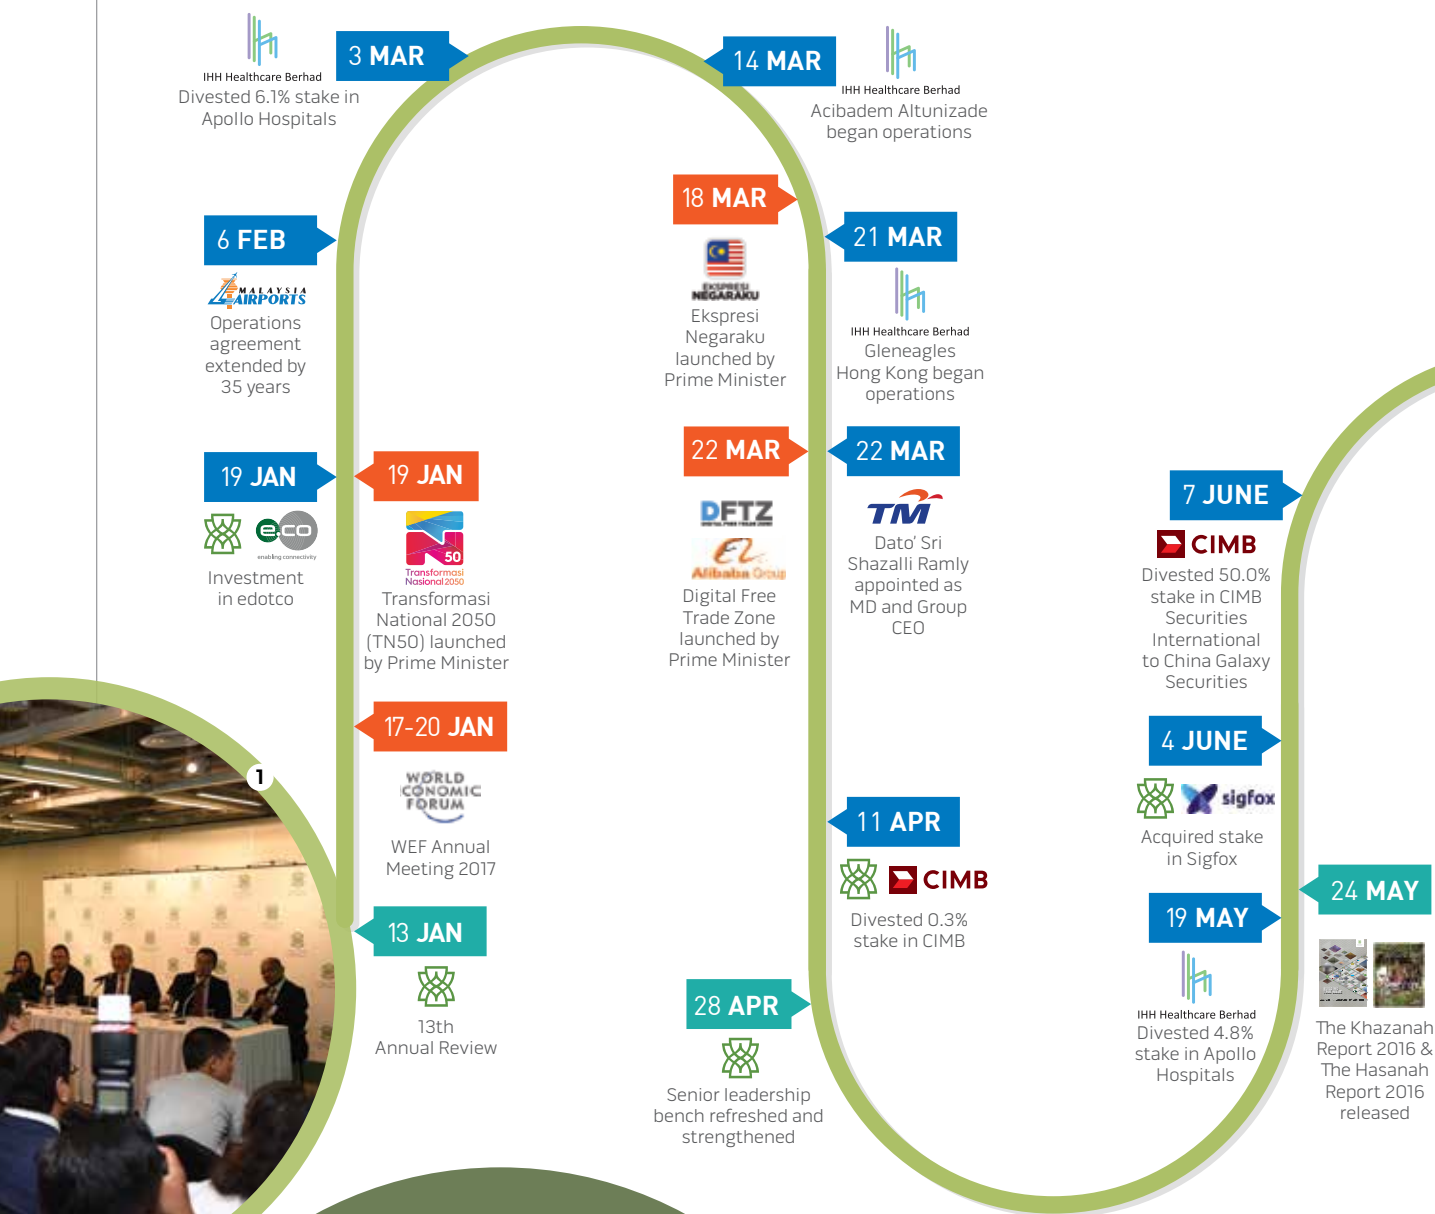 IHH Healthcare Berhad
3 MAR
Divested 6.1% stake in
Apollo Hospitals
14 MAR
IHH Healthcare Berhad
Acibadem Altunizade
began operations
6 FEB
MALAYSIA
AIRPORTS
Operations
agreement
extended by
35 years
18 MAR
EKSPRESI
NEGARAKU
Ekspresi
Negaraku
launched by
Prime Minister
21 MAR
IHH Healthcare Berhad
Gleneagles
Hong Kong began
operations
19 JAN
e.co
enabling connectivity
Investment
in edotco
19 JAN
50
Transformasi
Nasional 2050
Transformasi
National 2050
(TN50) launched
by Prime Minister
22 MAR
DFTZ
DIGITAL FREE TRADE ZONE
Alibaba Group
Digital Free
Trade Zone
launched by
Prime Minister
22 MAR
TM
Dato' Sri
Shazalli Ramly
appointed as
MD and Group
CEO
7 JUNE
CIMB
Divested 50.0%
stake in CIMB
Securities
International
to China Galaxy
Securities
17-20 JAN
WORLD
ECONOMIC
FORUM
WEF Annual
Meeting 2017
4 JUNE
sigfox
Acquired stake
in Sigfox
1
11 APR
CIMB
Divested 0.3%
stake in CIMB
13 JAN
13th
Annual Review
28 APR
Senior leadership
bench refreshed and
strengthened
19 MAY
IHH Healthcare Berhad
Divested 4.8%
stake in Apollo
Hospitals
24 MAY
The Khazanah
Report 2016 &
The Hasanah
Report 2016
released